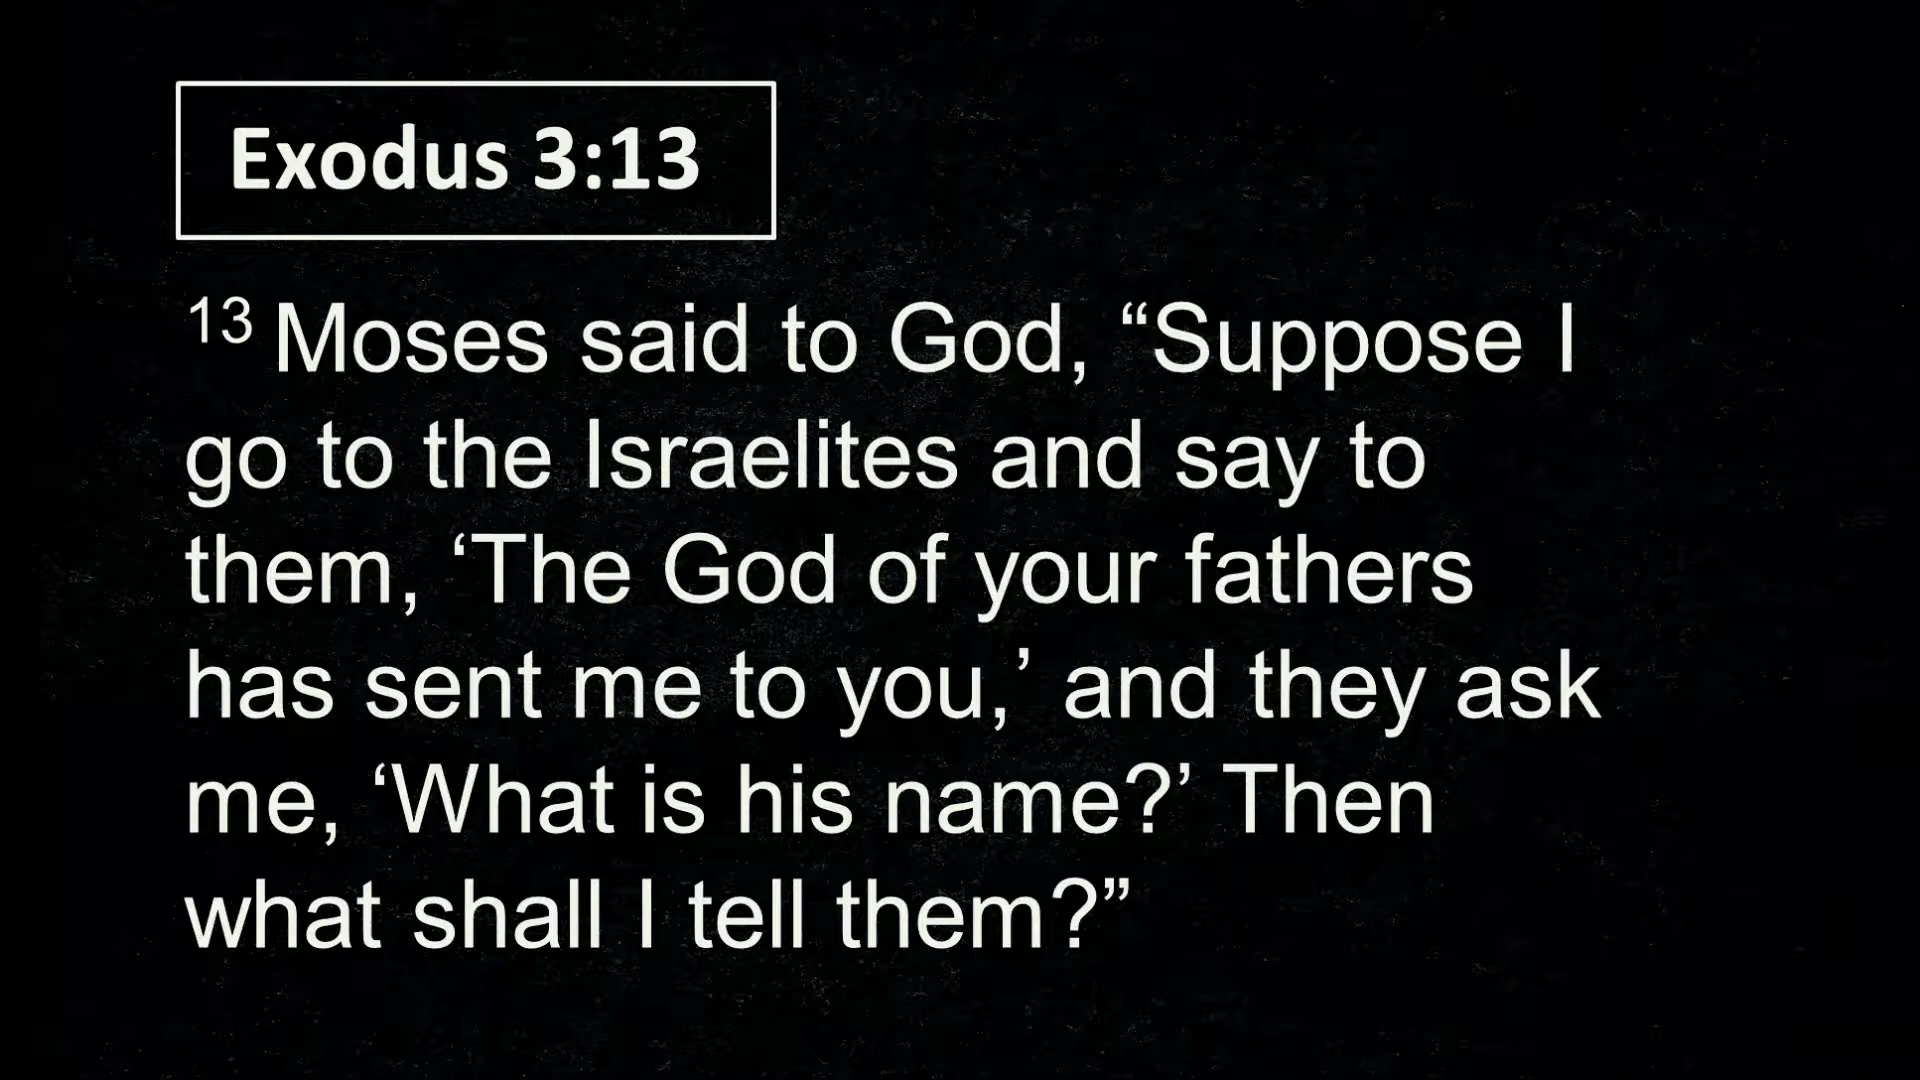 Exodus 3:13
13 Moses said to God, “Suppose I
go to the Israelites and say to
them, ‘The God of your fathers
has sent me to you,’ and they ask
me, ‘What is his name?’ Then
what shall I tell them?”